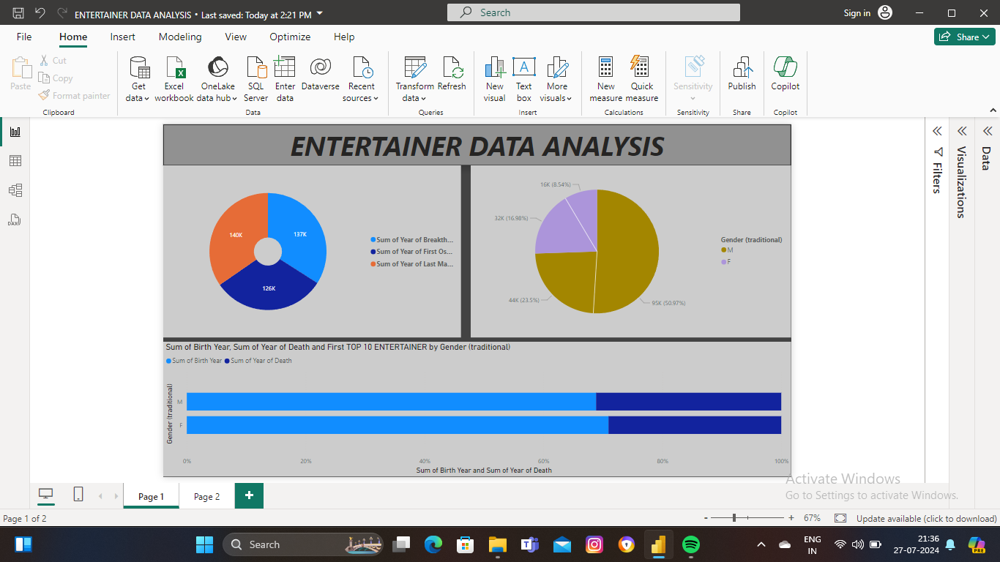 ENTERTAINER DATA ANALYSIS • Last saved: Today at 2:21 PM
Search
Sign in
File Home Insert Modeling View Optimize Help
Share
Paste
Cut
Copy
Format painter
Clipboard
Get data
Excel workbook
OneLake data hub
SQL Server
Enter data
Dataverse
Recent sources
Data
Transform data
Refresh
Queries
New visual
Text box
More visuals
Insert
New measure
Quick measure
Calculations
Sensitivity
Sensitivity
Publish
Share
Copilot
Copilot
ENTERTAINER DATA ANALYSIS
140K
137K
126K
Sum of Year of Breakth...
Sum of Year of First Os...
Sum of Year of Last Ma...
16K (8.54%)
32K (16.98%)
44K (23.5%)
95K (50.97%)
Gender (traditional)
M
F
Sum of Birth Year, Sum of Year of Death and First TOP 10 ENTERTAINER by Gender (traditional)
Sum of Birth Year Sum of Year of Death
Gender (traditional)
M
F
0% 20% 40% 60% 80% 100%
Sum of Birth Year and Sum of Year of Death
Filters
Visualizations
Data
DAX
Activate Windows
Go to Settings to activate Windows.
Page 1 Page 2 +
Page 1 of 2
- + 67%
Update available (click to download)
Search
ENG
IN
21:36
27-07-2024
PRE